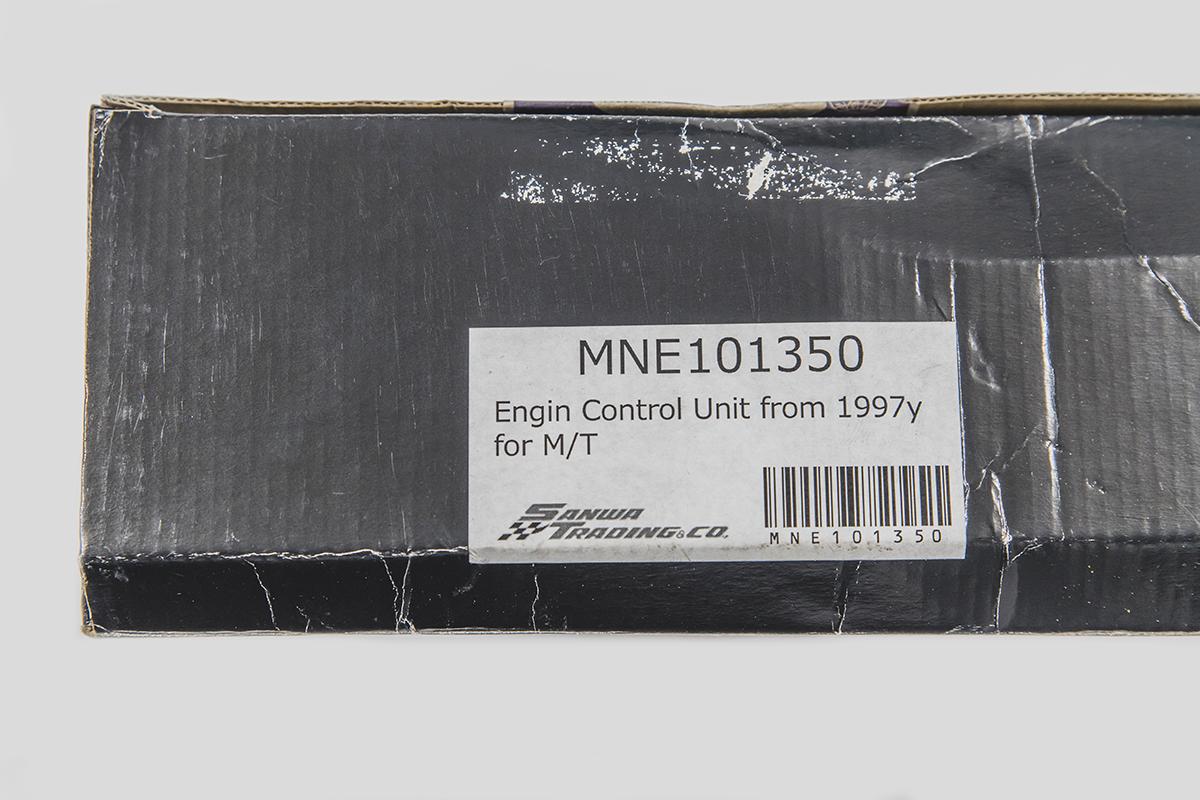 MNE101350
Engin Control Unit from 1997y
for M/T
SANWA
TRADING&CO.
MNE101350